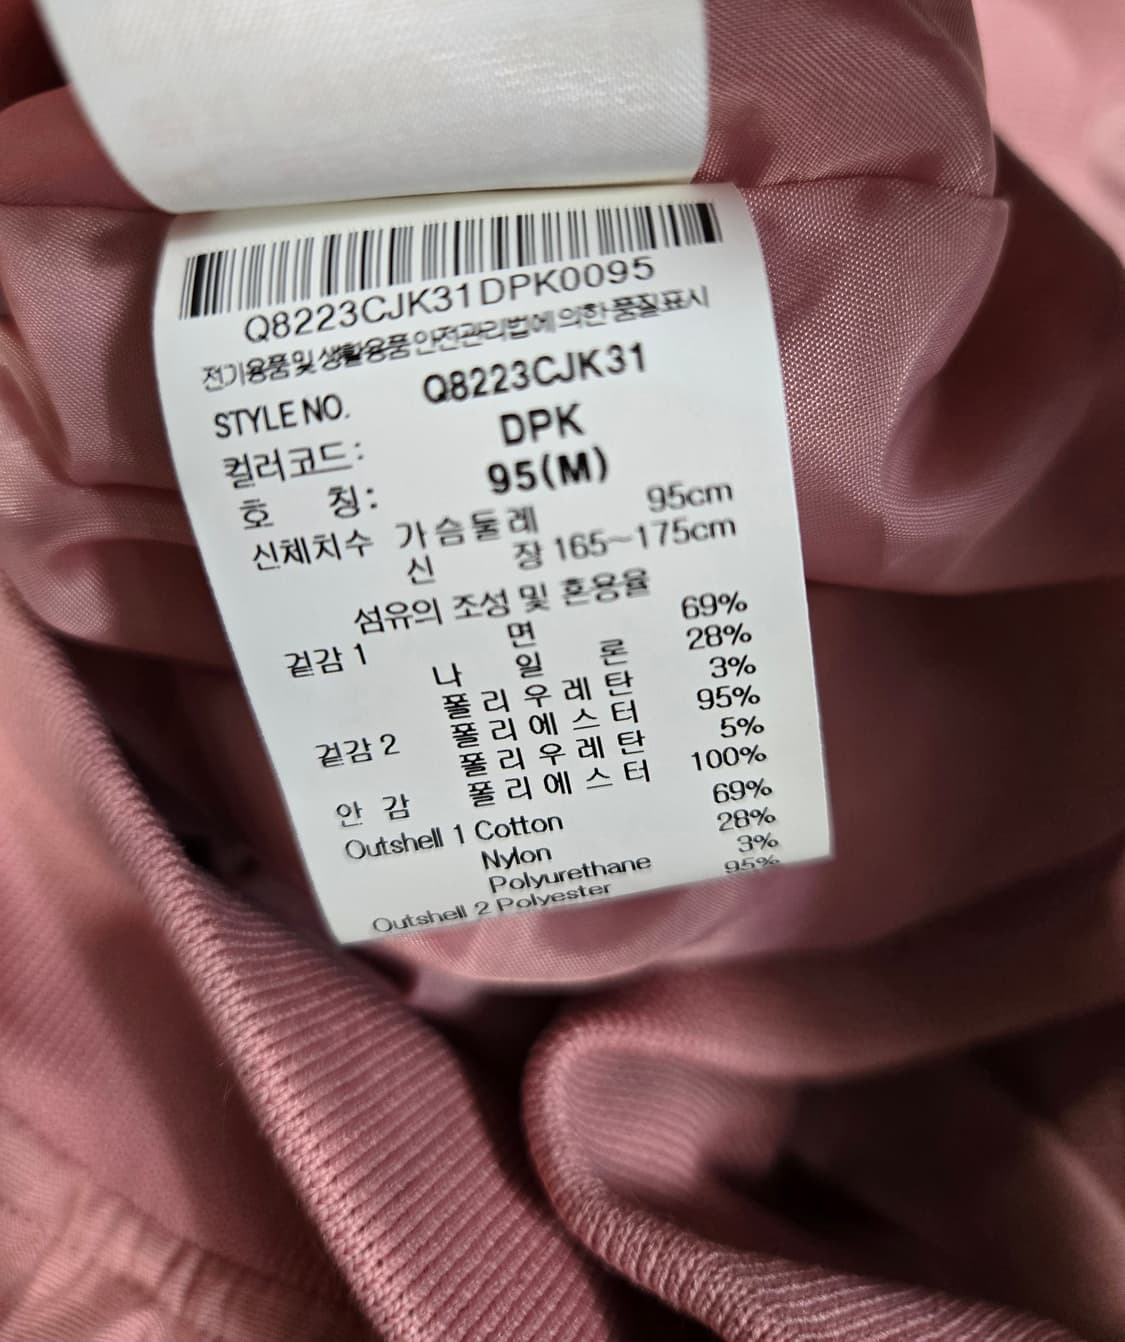 Q8223CJK31DPK0095
전기용품및생활용품안전관리법에의한품질표시
STYLE NO. Q8223CJK31
컬러코드: DPK
호 칭: 95(M)
신체치수 가슴둘레 95cm
신 장 165~175cm
섬유의 조성 및 혼용율
겉감 1 면 69%
나 일 론 28%
폴리우레탄 3%
겉감 2 폴리에스터 95%
폴리우레탄 5%
안 감 폴리에스터 100%
Outshell 1 Cotton 69%
Nylon 28%
Polyurethane 3%
Outshell 2 Polyester 95%